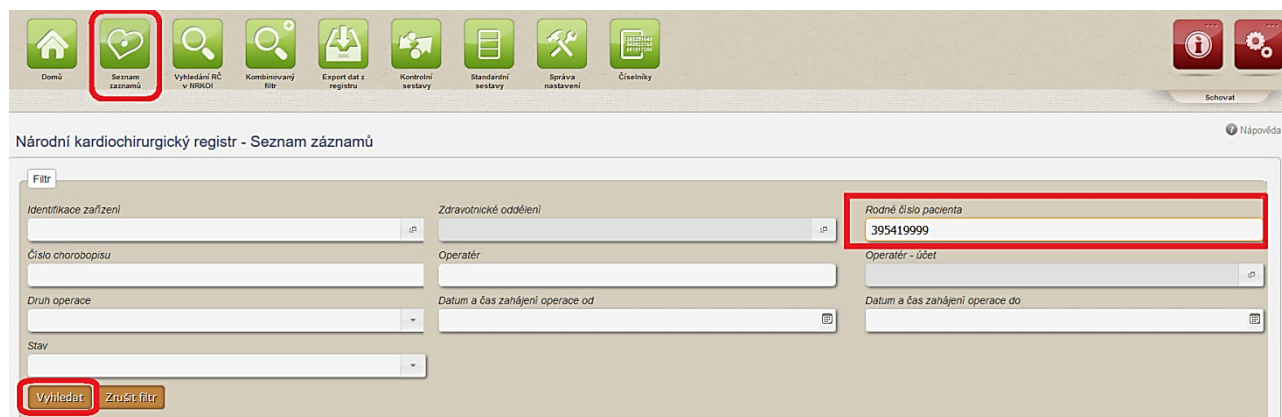 Domů
Seznam zaznamů
Vyhledání RČ v NRKOI
Kombinovaný filtr
Export dat z registru
Kontrolní sestavy
Standardní sestavy
Správa nastavení
Číselníky
Schovat
Nápověda
Národní kardiochirurgický registr - Seznam záznamů
Filtr
Identifikace zařízení
Zdravotnické oddělení
Rodné číslo pacienta
395419999
Číslo chorobopisu
Operatér
Operatér - účet
Druh operace
Datum a čas zahájení operace od
Datum a čas zahájení operace do
Stav
Vyhledat
Zrušit filtr